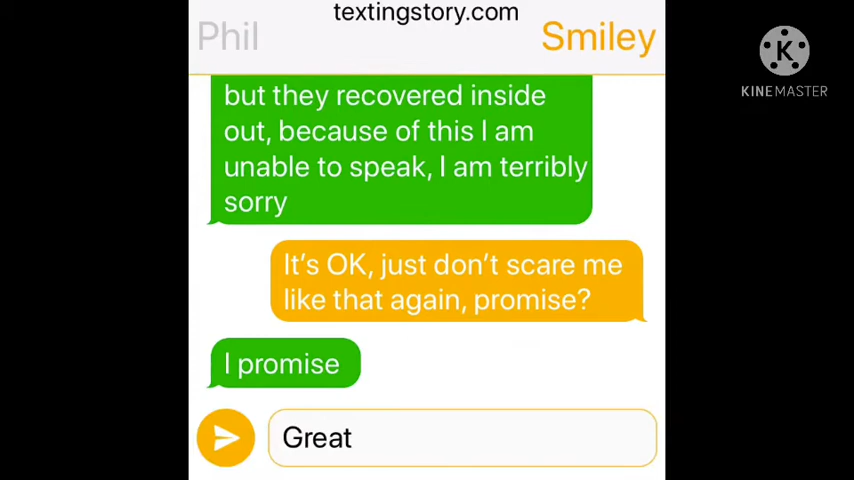 textingstory.com
Phil
Smiley
K
KINEMASTER
but they recovered inside
out, because of this I am
unable to speak, I am terribly
sorry
It's OK, just don't scare me
like that again, promise?
I promise
Great